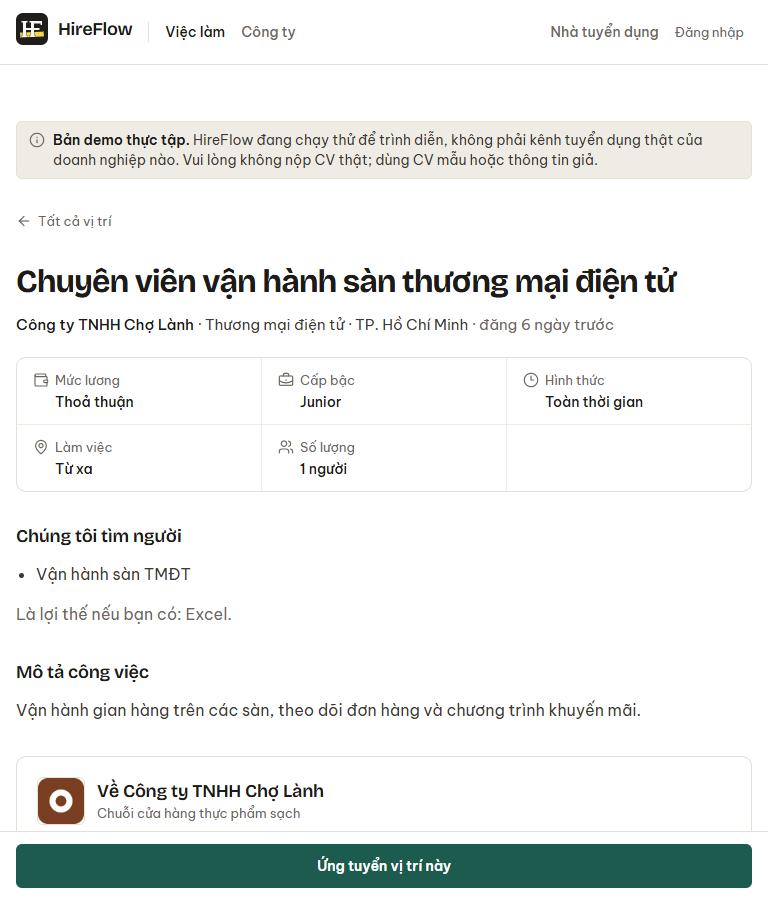 HF HireFlow Việc làm Công ty Nhà tuyển dụng Đăng nhập
Bản demo thực tập. HireFlow đang chạy thử để trình diễn, không phải kênh tuyển dụng thật của
doanh nghiệp nào. Vui lòng không nộp CV thật; dùng CV mẫu hoặc thông tin giả.
← Tất cả vị trí
Chuyên viên vận hành sàn thương mại điện tử
Công ty TNHH Chợ Lành · Thương mại điện tử · TP. Hồ Chí Minh · đăng 6 ngày trước
Mức lương
Thoả thuận
Cấp bậc
Junior
Hình thức
Toàn thời gian
Làm việc
Từ xa
Số lượng
1 người
Chúng tôi tìm người
• Vận hành sàn TMĐT
Là lợi thế nếu bạn có: Excel.
Mô tả công việc
Vận hành gian hàng trên các sàn, theo dõi đơn hàng và chương trình khuyến mãi.
Về Công ty TNHH Chợ Lành
Chuỗi cửa hàng thực phẩm sạch
Ứng tuyển vị trí này